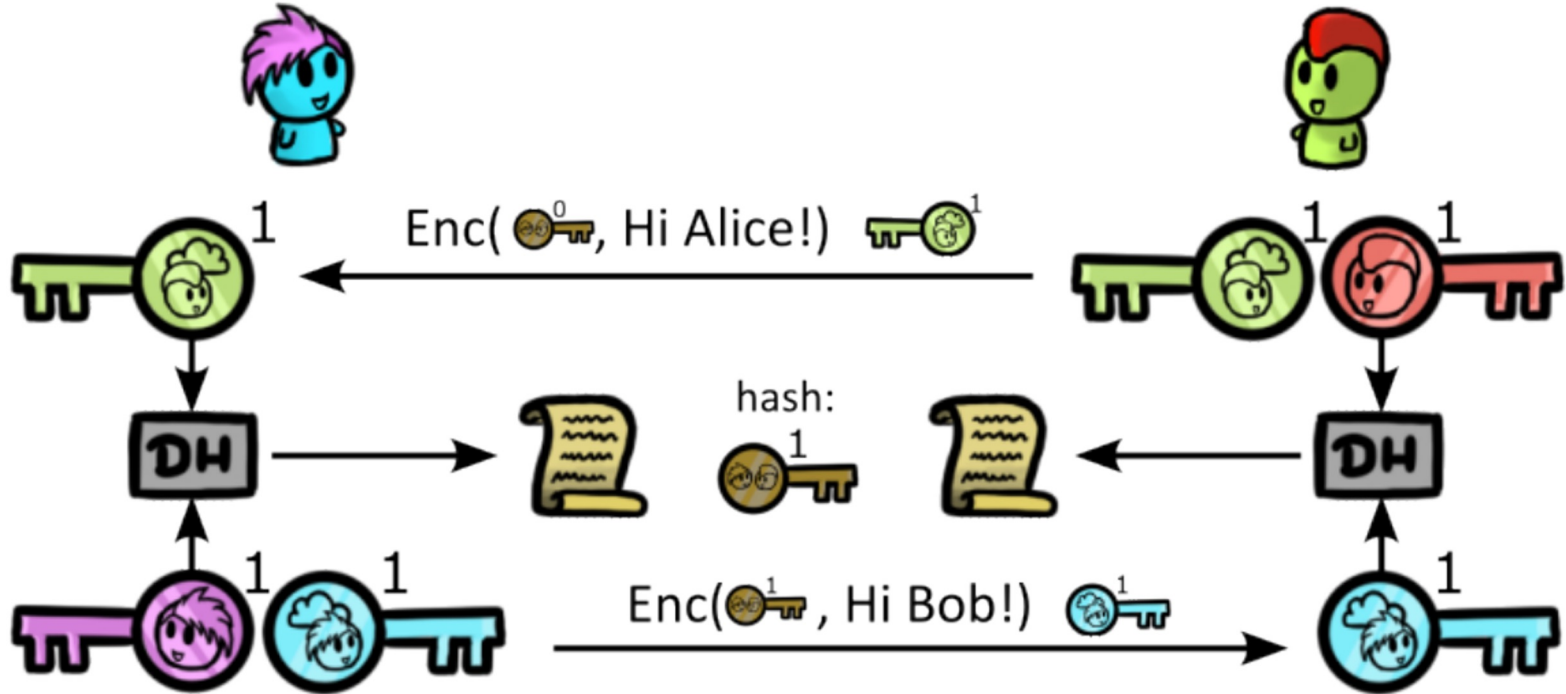 1
Enc( 0, Hi Alice!) 1
1 1
hash:
1
DH
DH
1 1
Enc( 1 , Hi Bob!) 1
1